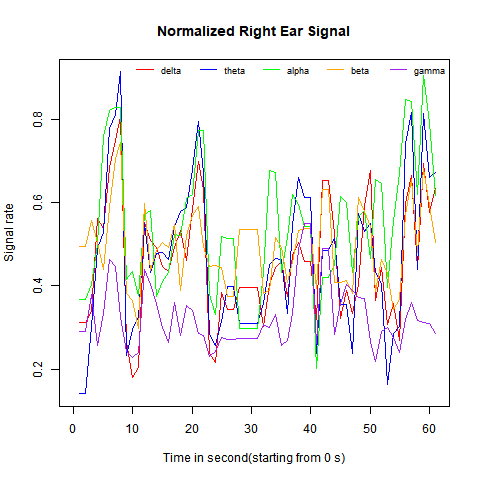 Normalized Right Ear Signal
delta theta alpha beta gamma
Signal rate
0.8
0.6
0.4
0.2
0 10 20 30 40 50 60
Time in second(starting from 0 s)